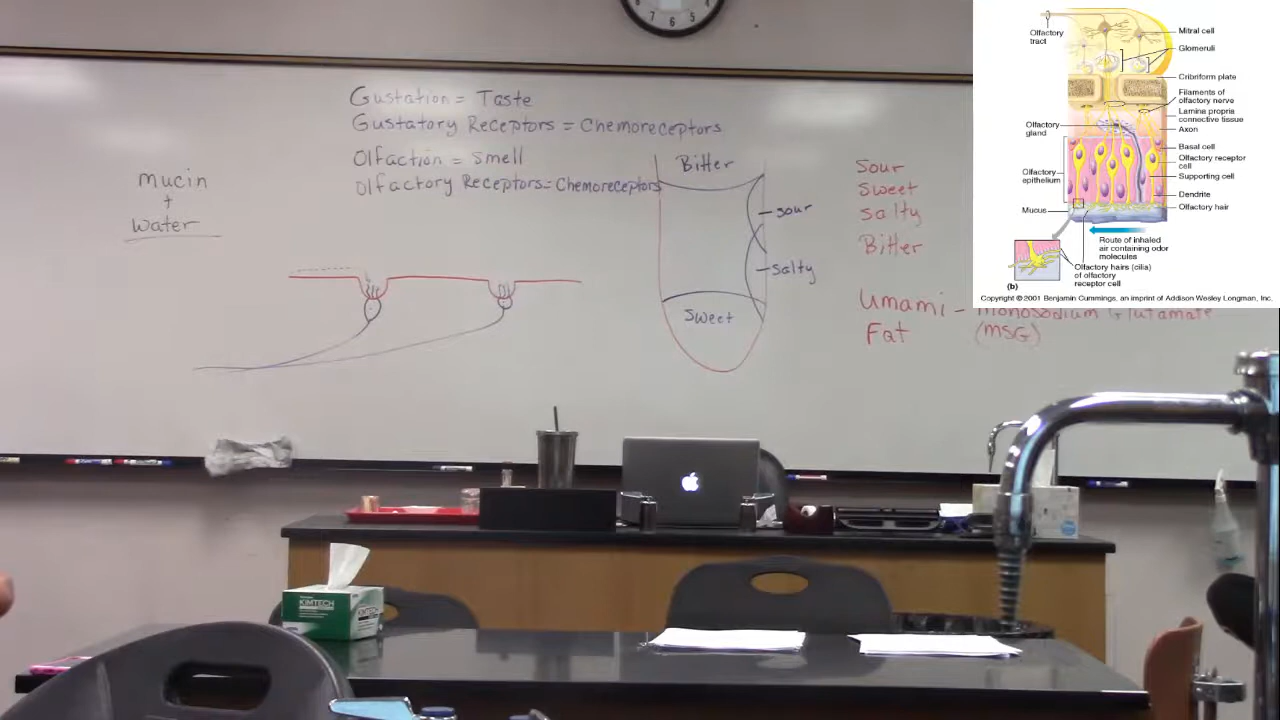 7 6 5
Gustation = Taste
Gustatory Receptors = Chemoreceptors
Olfaction = Smell
Olfactory Receptors = Chemoreceptors
mucin
+
water
Bitter
sour
salty
Sweet
Sour
Sweet
Salty
Bitter
Umami - Monosodium Glutamate
Fat (MSG)
Olfactory
tract
Mitral cell
Glomeruli
Cribriform plate
Filaments of
olfactory nerve
Lamina propria
connective tissue
Olfactory
gland
Axon
Basal cell
Olfactory receptor
cell
Olfactory
epithelium
Supporting cell
Dendrite
Mucus
Olfactory hair
Route of inhaled
air containing odor
molecules
Olfactory hairs (cilia)
of olfactory
receptor cell
(b)
Copyright © 2001 Benjamin Cummings, an imprint of Addison Wesley Longman, Inc.
KIMTECH
KIMTECH